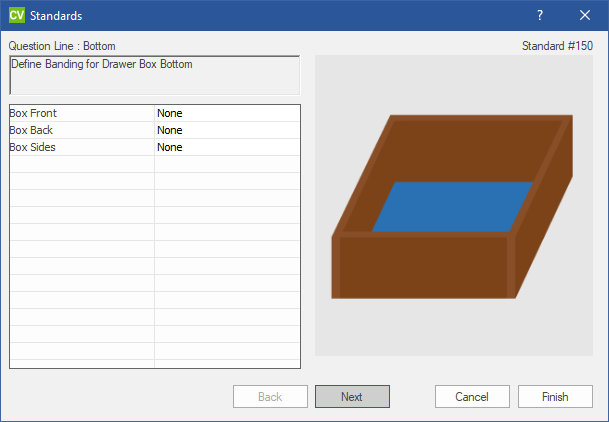 CV Standards ?
Question Line : Bottom Standard #150
Define Banding for Drawer Box Bottom
Box Front None
Box Back None
Box Sides None
Back Next Cancel Finish